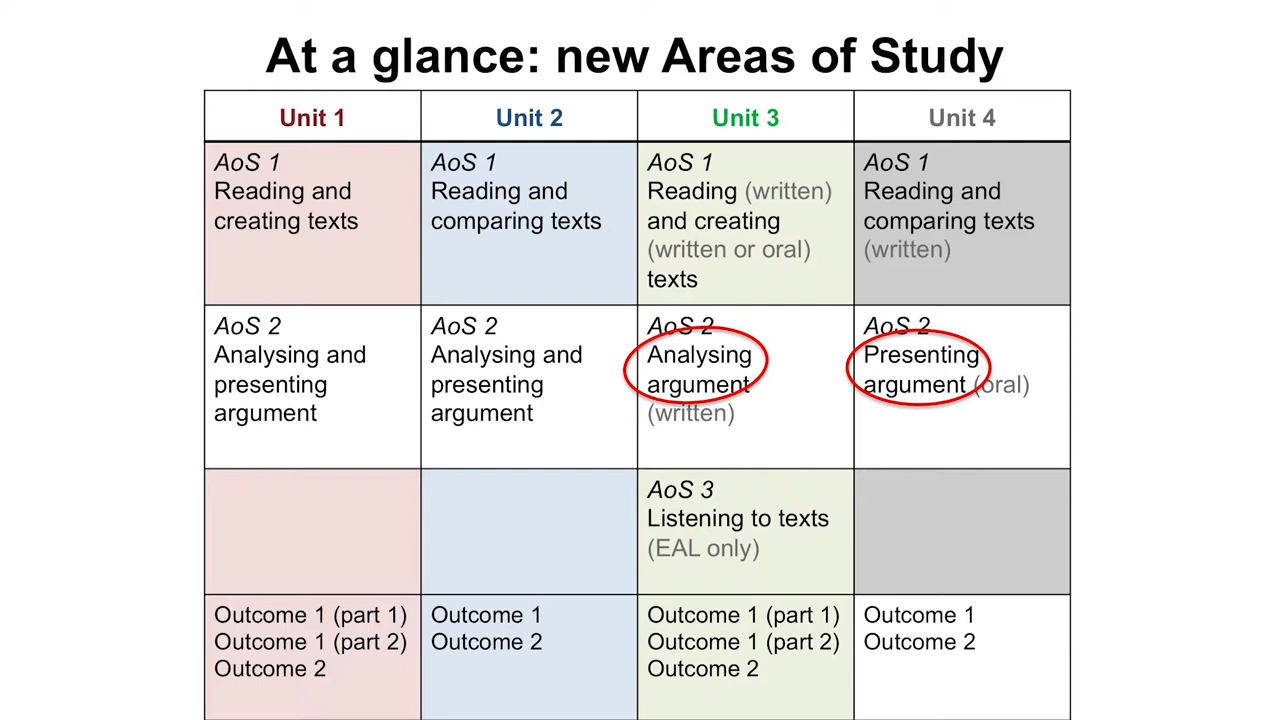 At a glance: new Areas of Study
Unit 1
Unit 2
Unit 3
Unit 4
AoS 1
Reading and
creating texts
AoS 1
Reading and
comparing texts
AoS 1
Reading (written)
and creating
(written or oral)
texts
AoS 1
Reading and
comparing texts
(written)
AoS 2
Analysing and
presenting
argument
AoS 2
Analysing and
presenting
argument
AoS 2
Analysing
argument
(written)
AoS 2
Presenting
argument (oral)
AoS 3
Listening to texts
(EAL only)
Outcome 1 (part 1)
Outcome 1 (part 2)
Outcome 2
Outcome 1
Outcome 2
Outcome 1 (part 1)
Outcome 1 (part 2)
Outcome 2
Outcome 1
Outcome 2